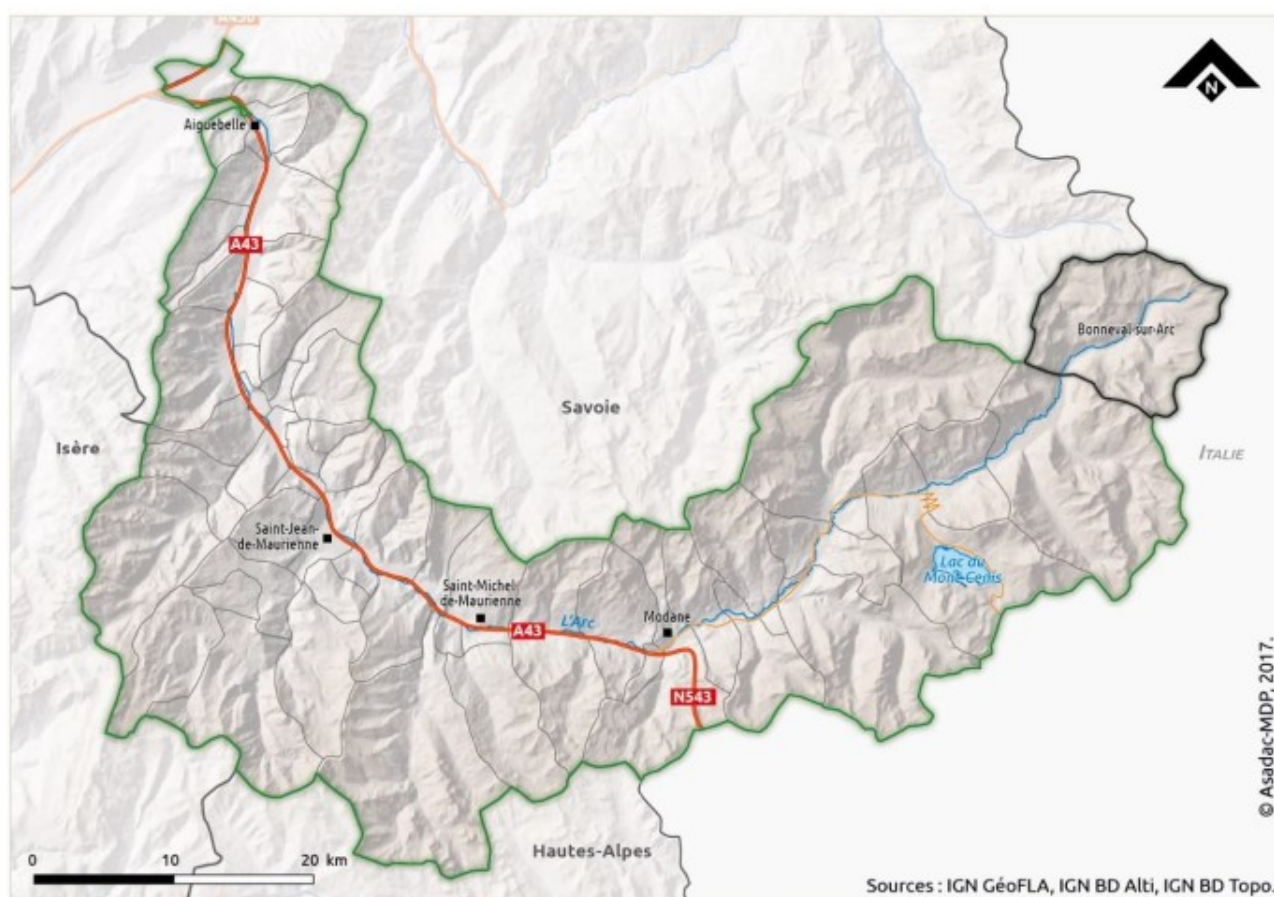 A430
N
Aiguebelle
A43
Bonneval-sur-Arc
Savoie
Isère
ITALIE
Saint-Jean-
de-Maurienne
Lac du
Mont-Cenis
Saint-Michel-
de-Maurienne
L'Arc
Modane
A43
N543
Hautes-Alpes
0 10 20 km
© Asadac-MDP, 2017.
Sources : IGN GéoFLA, IGN BD Alti, IGN BD Topo.